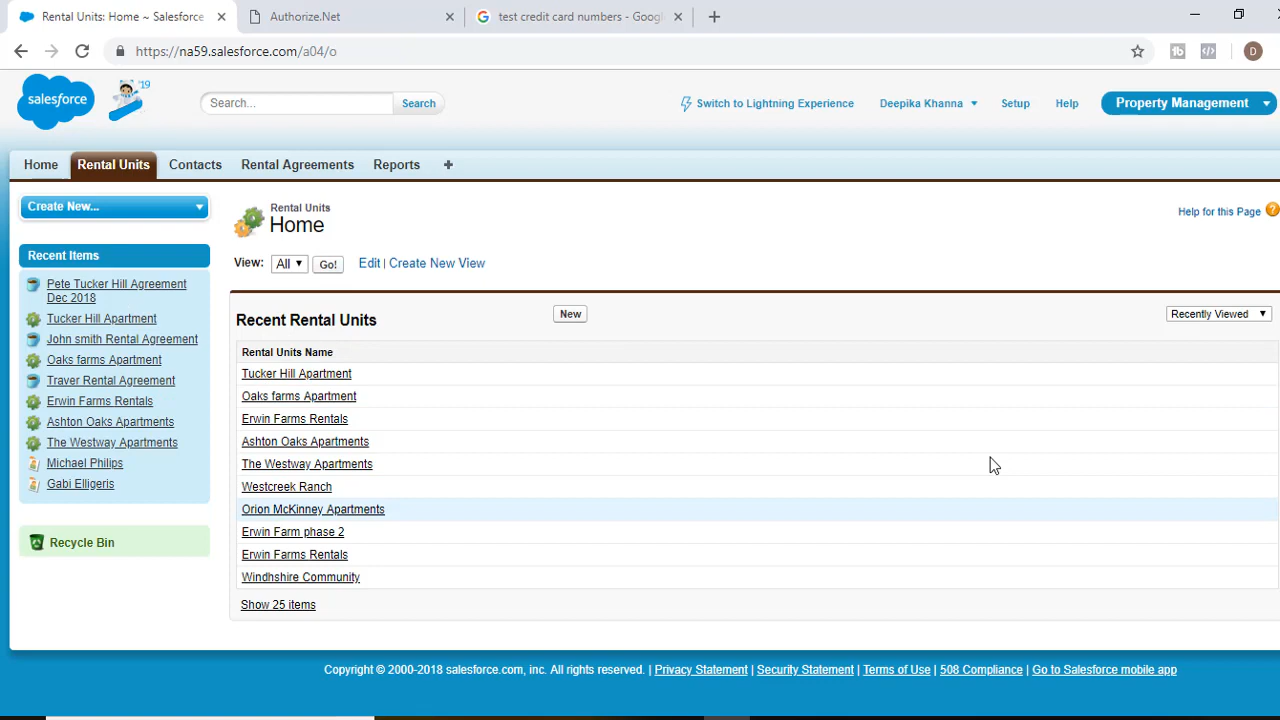 Rental Units: Home ~ Salesforce
Authorize.Net
test credit card numbers - Goog
https://na59.salesforce.com/a04/o
D
salesforce
'19
Search...
Search
Switch to Lightning Experience
Deepika Khanna
Setup
Help
Property Management
Home
Rental Units
Contacts
Rental Agreements
Reports
Create New...
Rental Units
Home
Help for this Page
View: All Go! Edit | Create New View
Recent Items
Pete Tucker Hill Agreement
Dec 2018
Tucker Hill Apartment
John smith Rental Agreement
Oaks farms Apartment
Traver Rental Agreement
Erwin Farms Rentals
Ashton Oaks Apartments
The Westway Apartments
Michael Philips
Gabi Elligeris
Recycle Bin
Recent Rental Units
New
Recently Viewed
Rental Units Name
Tucker Hill Apartment
Oaks farms Apartment
Erwin Farms Rentals
Ashton Oaks Apartments
The Westway Apartments
Westcreek Ranch
Orion McKinney Apartments
Erwin Farm phase 2
Erwin Farms Rentals
Windhshire Community
Show 25 items
Copyright © 2000-2018 salesforce.com, inc. All rights reserved. | Privacy Statement | Security Statement | Terms of Use | 508 Compliance | Go to Salesforce mobile app